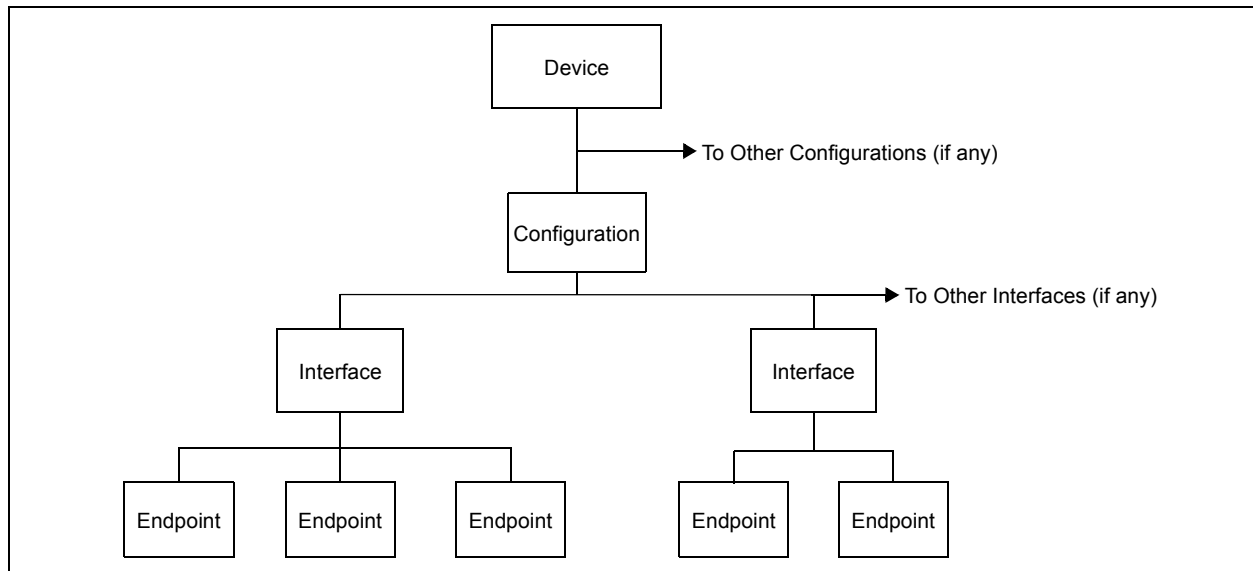 Device
To Other Configurations (if any)
Configuration
To Other Interfaces (if any)
Interface
Interface
Endpoint
Endpoint
Endpoint
Endpoint
Endpoint